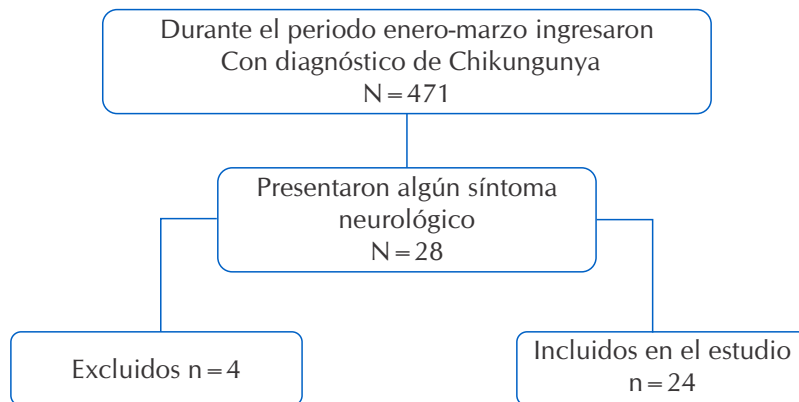 Durante el periodo enero-marzo ingresaron
Con diagnóstico de Chikungunya
N = 471
Presentaron algún síntoma
neurológico
N = 28
Excluidos n = 4
Incluidos en el estudio
n = 24